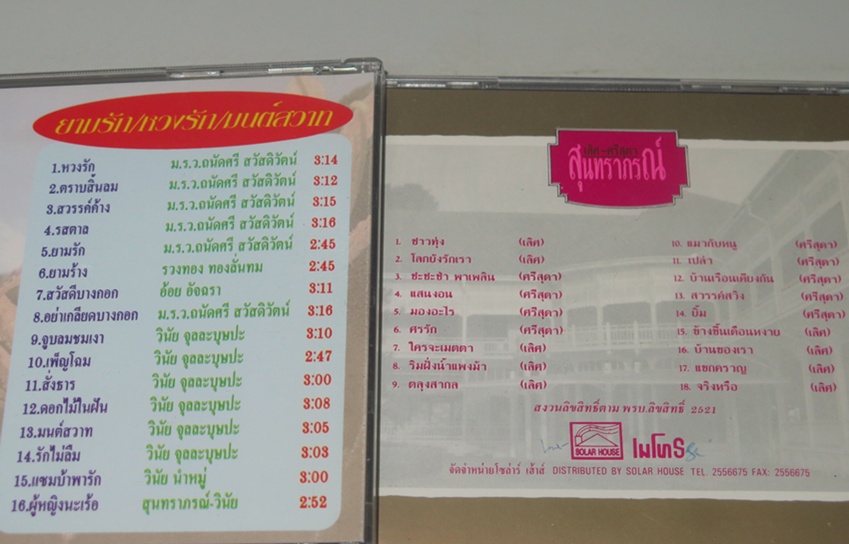 ยามรัก/หวงรัก/มนต์สวาท
1.หวงรัก ม.ร.ว.ถนัดศรี สวัสดิวัตน์ 3:14
2.ตราบสิ้นลม ม.ร.ว.ถนัดศรี สวัสดิวัตน์ 3:12
3.สวรรค์ค้าง ม.ร.ว.ถนัดศรี สวัสดิวัตน์ 3:15
4.รสตาล ม.ร.ว.ถนัดศรี สวัสดิวัตน์ 3:16
5.ยามรัก ม.ร.ว.ถนัดศรี สวัสดิวัตน์ 2:45
6.ยามร้าง รวงทอง ทองลั่นทม 2:45
7.สวัสดีบางกอก อ้อย อัจฉรา 3:11
8.อย่าเกลียดบางกอก ม.ร.ว.ถนัดศรี สวัสดิวัตน์ 3:16
9.จูบลมชมเงา วินัย จุลละบุษปะ 3:10
10.เพ็ญโฉม วินัย จุลละบุษปะ 2:47
11.สั่งธาร วินัย จุลละบุษปะ 3:00
12.ดอกไม้ในฝัน วินัย จุลละบุษปะ 3:08
13.มนต์สวาท วินัย จุลละบุษปะ 3:05
14.รักไม่ลืม วินัย จุลละบุษปะ 3:03
15.แซมบ้าพารัก วินัย นำหมู่ 3:00
16.ผู้หญิงนะเร้อ สุนทราภรณ์-วินัย 2:52
เลิศ-ศรีสุดา
สุนทราภรณ์
1. ชาวทุ่ง (เลิศ)
2. โลกยังรักเรา (เลิศ)
3. ชะชะช้า พาเพลิน (ศรีสุดา)
4. แสนงอน (ศรีสุดา)
5. มองอะไร (ศรีสุดา)
6. ศรรัก (ศรีสุดา)
7. ใครจะเมตตา (เลิศ)
8. ริมฝั่งน้ำแพงม้า (เลิศ)
9. ตลุงสากล (เลิศ)
10. แมวกับหนู (ศรีสุดา)
11. เปล่า (ศรีสุดา)
12. บ้านเรือนเคียงกัน (ศรีสุดา)
13. สวรรค์สวิง (ศรีสุดา)
14. ยิ้ม (ศรีสุดา)
15. ข้างขึ้นเดือนหงาย (เลิศ)
16. บ้านของเรา (เลิศ)
17. แขกคราญ (เลิศ)
18. จริงหรือ (เลิศ)
สงวนลิขสิทธิ์ตาม พรบ.ลิขสิทธิ์ 2521
SOLAR HOUSE เมโทร
จัดจำหน่ายโซล่าร์ เฮ้าส์ DISTRIBUTED BY SOLAR HOUSE TEL. 2556675 FAX: 2556675